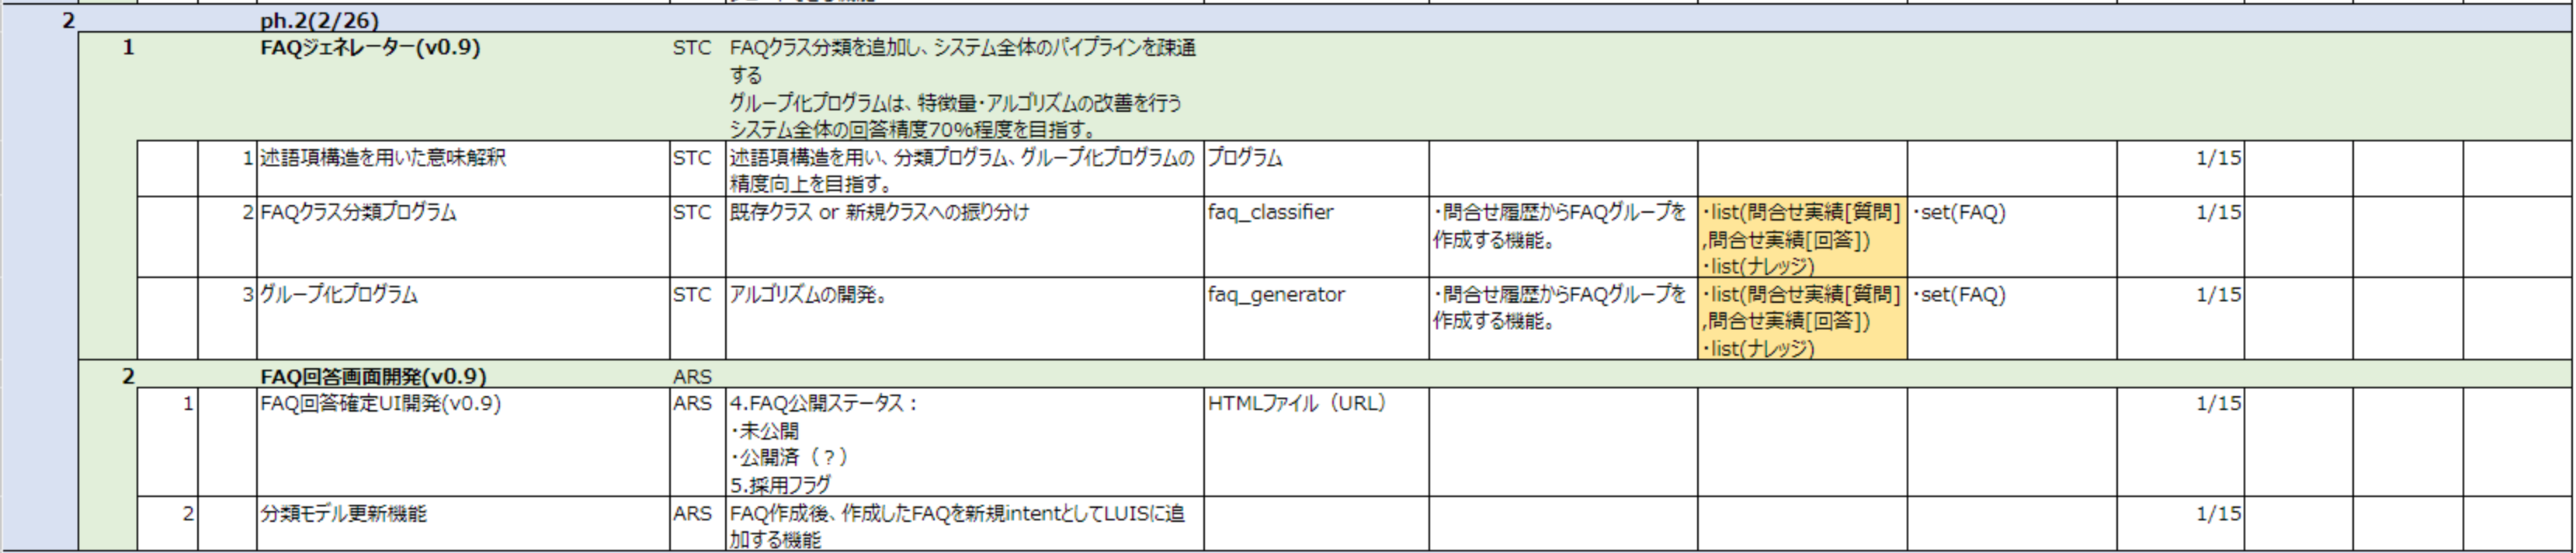 2 ph.2(2/26)
1 FAQジェネレーター(v0.9) STC FAQクラス分類を追加し、システム全体のパイプラインを疎通
する
グループ化プログラムは、特徴量・アルゴリズムの改善を行う
システム全体の回答精度70%程度を目指す。
1 述語項構造を用いた意味解釈 STC 述語項構造を用い、分類プログラム、グループ化プログラムの プログラム 1/15
精度向上を目指す。
2 FAQクラス分類プログラム STC 既存クラス or 新規クラスへの振り分け faq_classifier ・問合せ履歴からFAQグループを ・list(問合せ実績[質問] ・set(FAQ) 1/15
作成する機能。 ,問合せ実績[回答])
・list(ナレッジ)
3 グループ化プログラム STC アルゴリズムの開発。 faq_generator ・問合せ履歴からFAQグループを ・list(問合せ実績[質問] ・set(FAQ) 1/15
作成する機能。 ,問合せ実績[回答])
・list(ナレッジ)
2 FAQ回答画面開発(v0.9) ARS
1 FAQ回答確定UI開発(v0.9) ARS 4.FAQ公開ステータス： HTMLファイル（URL） 1/15
・未公開
・公開済（？）
5.採用フラグ
2 分類モデル更新機能 ARS FAQ作成後、作成したFAQを新規intentとしてLUISに追 1/15
加する機能